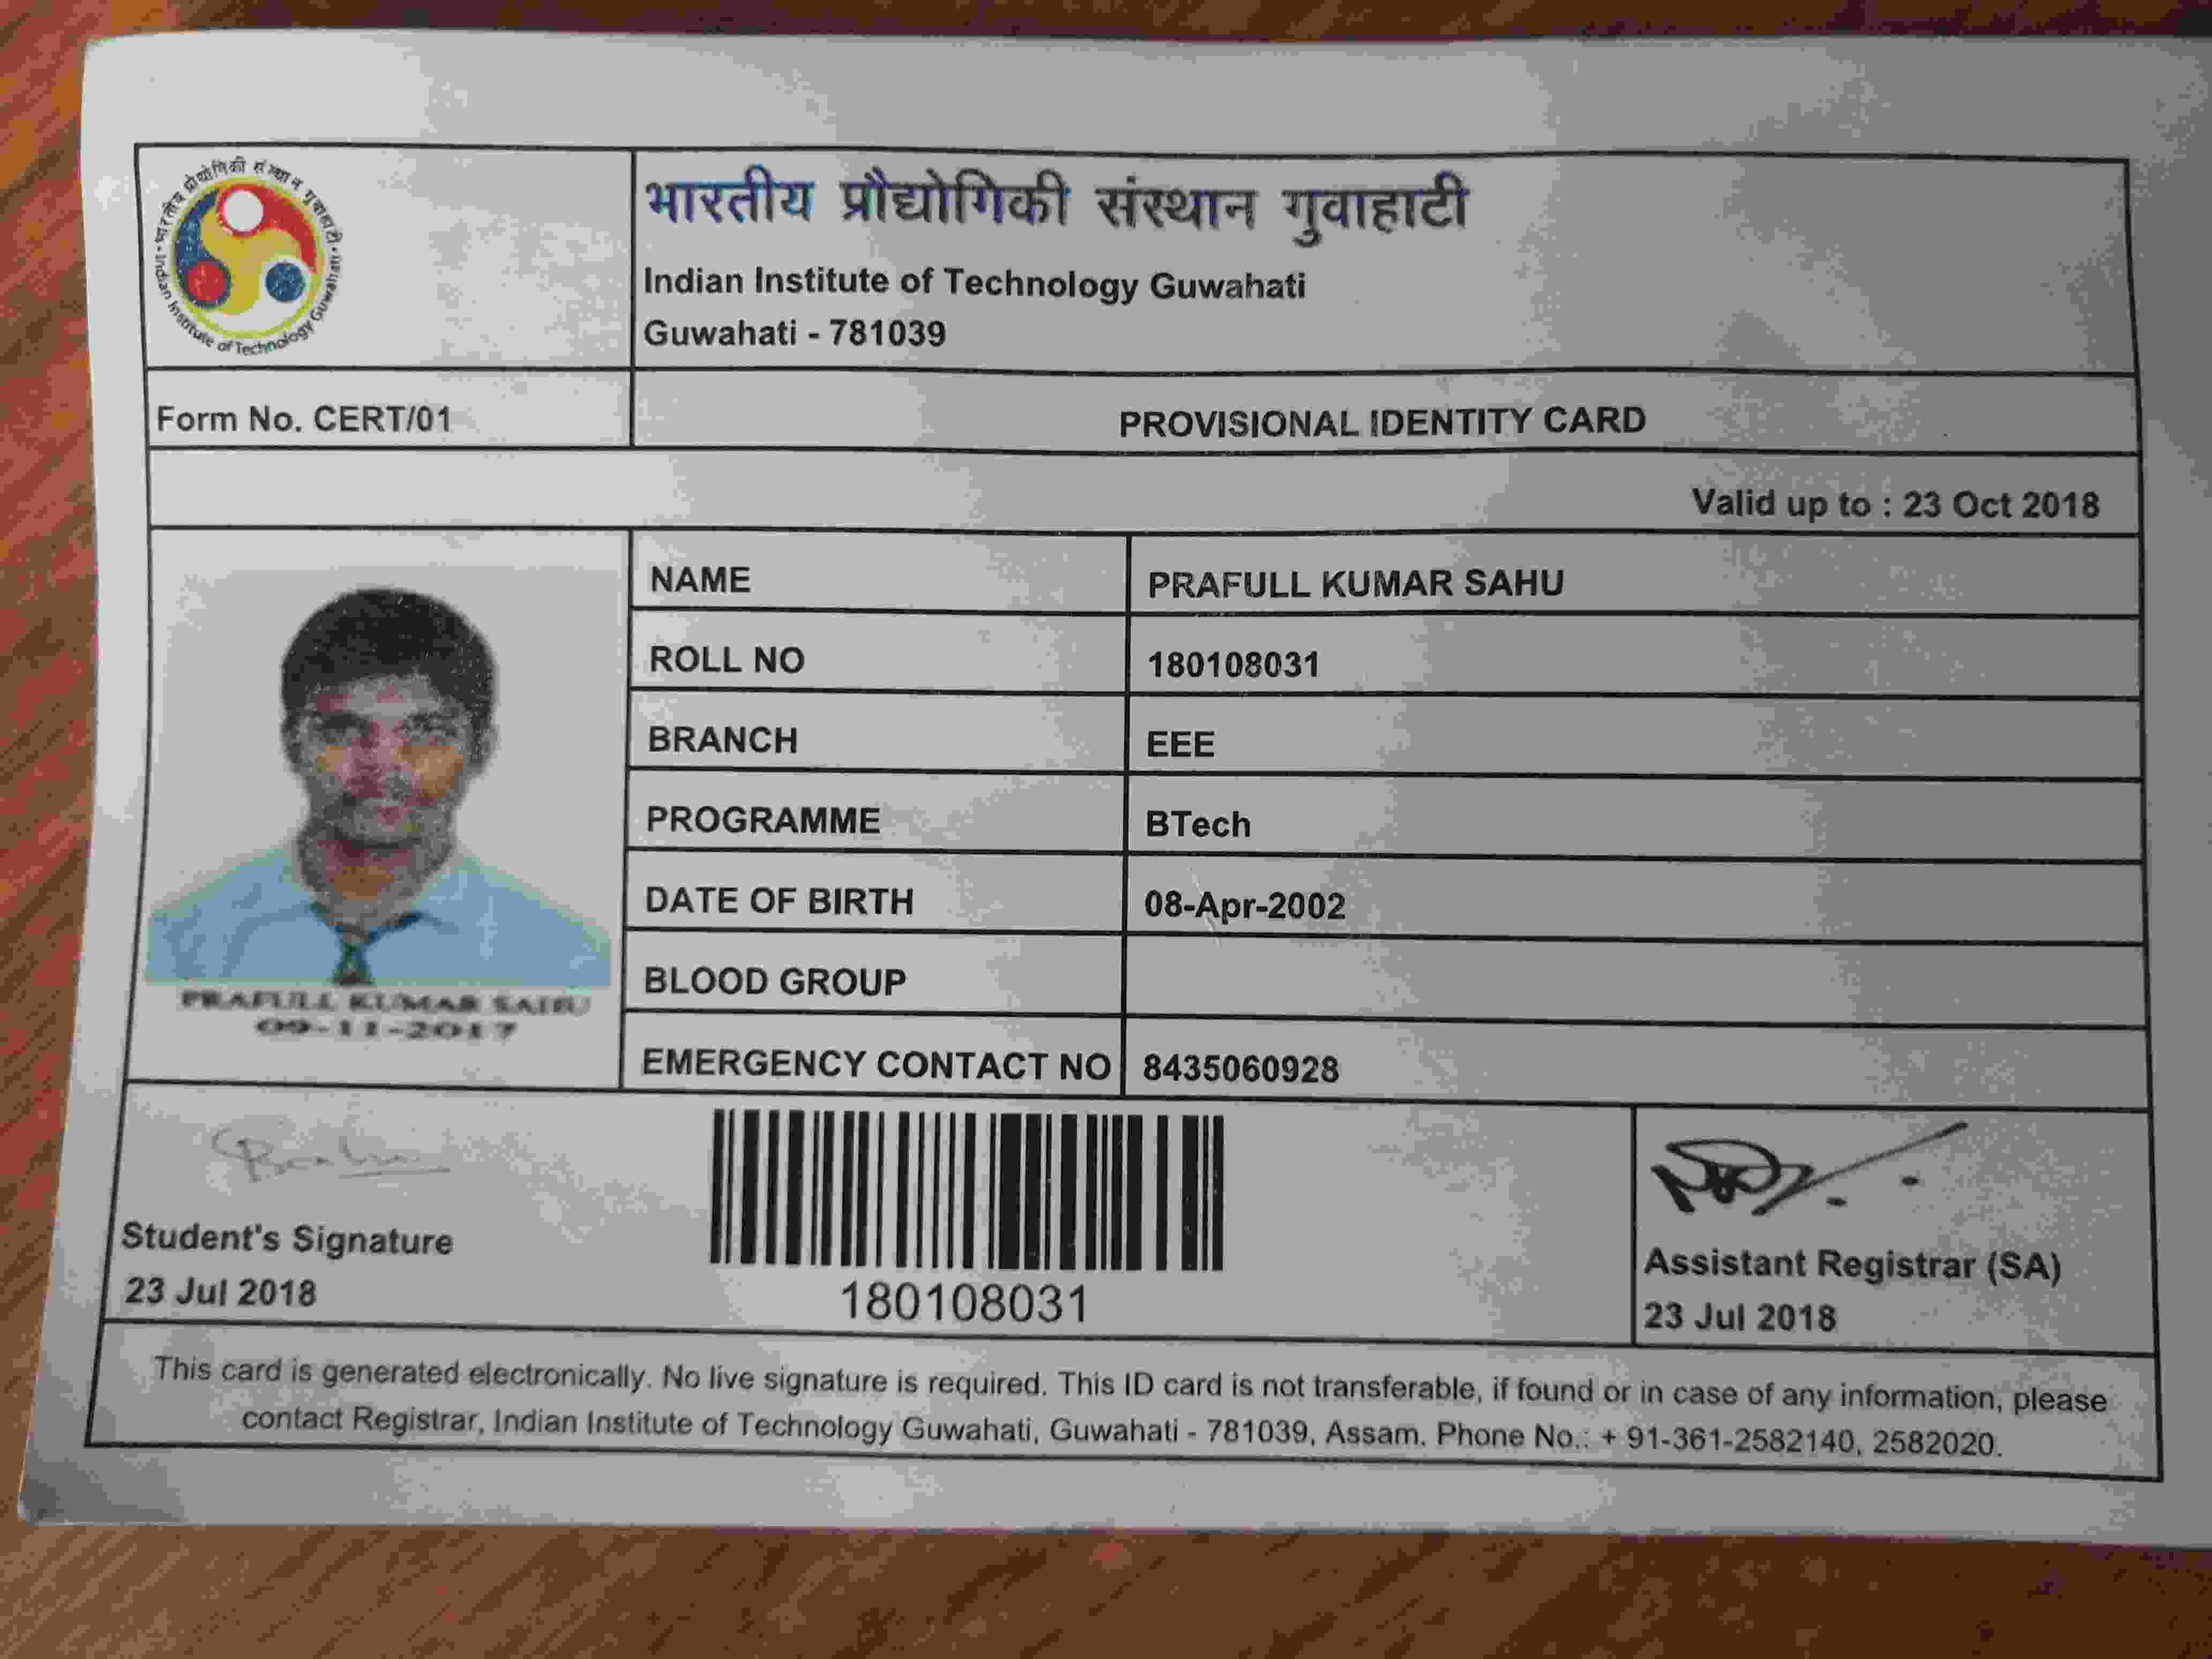 भारतीय प्रौद्योगिकी संस्थान गुवाहाटी
Indian Institute of Technology Guwahati
Guwahati - 781039
भारतीय प्रौद्योगिकी संस्थान गुवाहाटी
Indian Institute of Technology Guwahati
Form No. CERT/01 PROVISIONAL IDENTITY CARD
Valid up to : 23 Oct 2018
NAME PRAFULL KUMAR SAHU
ROLL NO 180108031
BRANCH EEE
PROGRAMME BTech
DATE OF BIRTH 08-Apr-2002
BLOOD GROUP
EMERGENCY CONTACT NO 8435060928
PRAFULL KUMAR SAHU
09-11-2017
Student's Signature
23 Jul 2018
180108031
Assistant Registrar (SA)
23 Jul 2018
This card is generated electronically. No live signature is required. This ID card is not transferable, if found or in case of any information, please
contact Registrar, Indian Institute of Technology Guwahati, Guwahati - 781039, Assam. Phone No.: +91-361-2582140, 2582020.